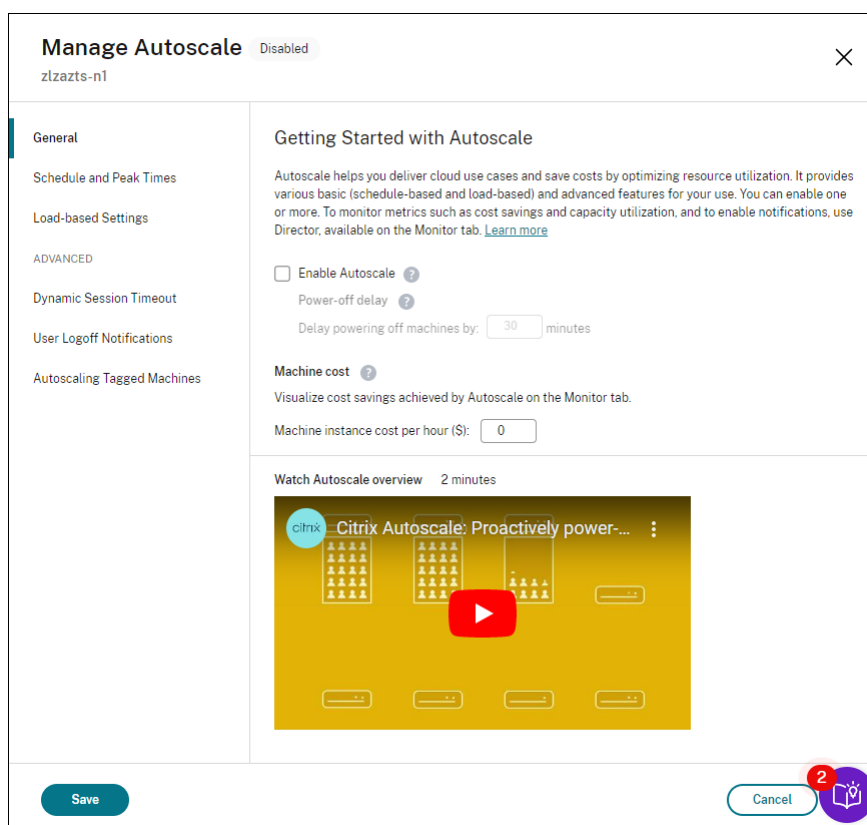 Manage Autoscale Disabled
zlzazts-n1
General
Schedule and Peak Times
Load-based Settings
ADVANCED
Dynamic Session Timeout
User Logoff Notifications
Autoscaling Tagged Machines
Getting Started with Autoscale
Autoscale helps you deliver cloud use cases and save costs by optimizing resource utilization. It provides
various basic (schedule-based and load-based) and advanced features for your use. You can enable one
or more. To monitor metrics such as cost savings and capacity utilization, and to enable notifications, use
Director, available on the Monitor tab. Learn more
Enable Autoscale ?
Power-off delay ?
Delay powering off machines by: 30 minutes
Machine cost ?
Visualize cost savings achieved by Autoscale on the Monitor tab.
Machine instance cost per hour ($): 0
Watch Autoscale overview 2 minutes
citrix Citrix Autoscale: Proactively power-...
Save
Cancel
2